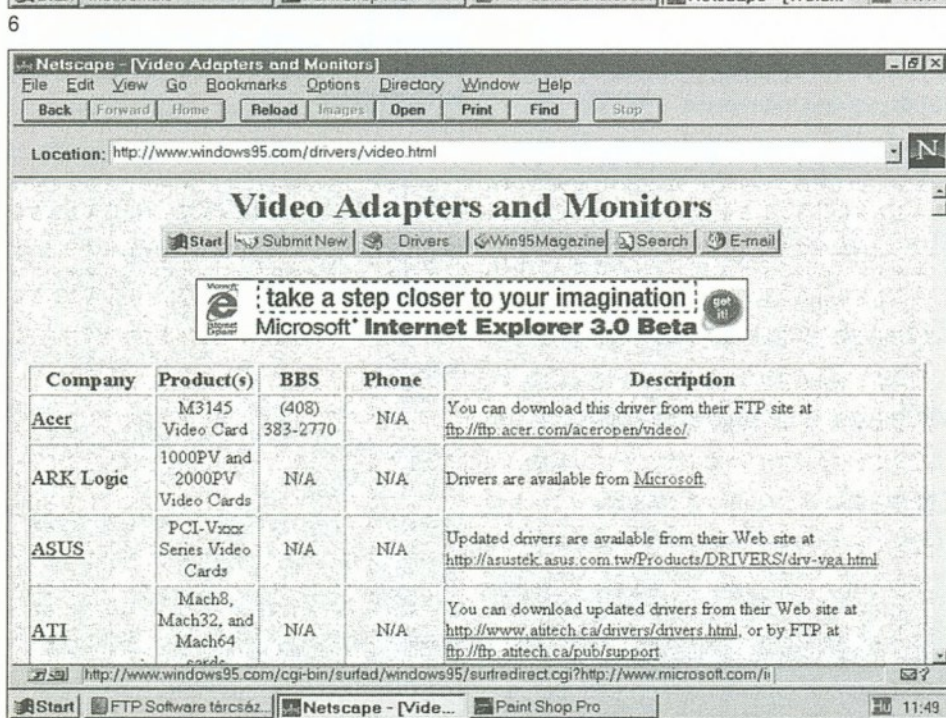 6
Netscape - [Video Adapters and Monitors]
File Edit View Go Bookmarks Options Directory Window Help
Back Forward Home Reload Images Open Print Find Stop
Location: http://www.windows95.com/drivers/video.html
N
Video Adapters and Monitors
Start Submit New Drivers Win95Magazine Search E-mail
Microsoft Internet Explorer
take a step closer to your imagination
got it!
Microsoft Internet Explorer 3.0 Beta
Company Product(s) BBS Phone Description
Acer M3145 Video Card (408) 383-2770 N/A You can download this driver from their FTP site at
ftp://ftp.acer.com/aceropen/video/.
ARK Logic 1000PV and 2000PV Video Cards N/A N/A Drivers are available from Microsoft.
ASUS PCI-Vxxx Series Video Cards N/A N/A Updated drivers are available from their Web site at
http://asustek.asus.com.tw/Products/DRIVERS/drv-vga.html.
ATI Mach8, Mach32, and Mach64 cards N/A N/A You can download updated drivers from their Web site at
http://www.atitech.ca/drivers/drivers.html, or by FTP at
ftp://ftp.atitech.ca/pub/support.
http://www.windows95.com/cgi-bin/surfad/windows95/surfredirect.cgi?http://www.microsoft.com/i
Start FTP Software tárcsáz... Netscape - [Vide... Paint Shop Pro Hu 11:49